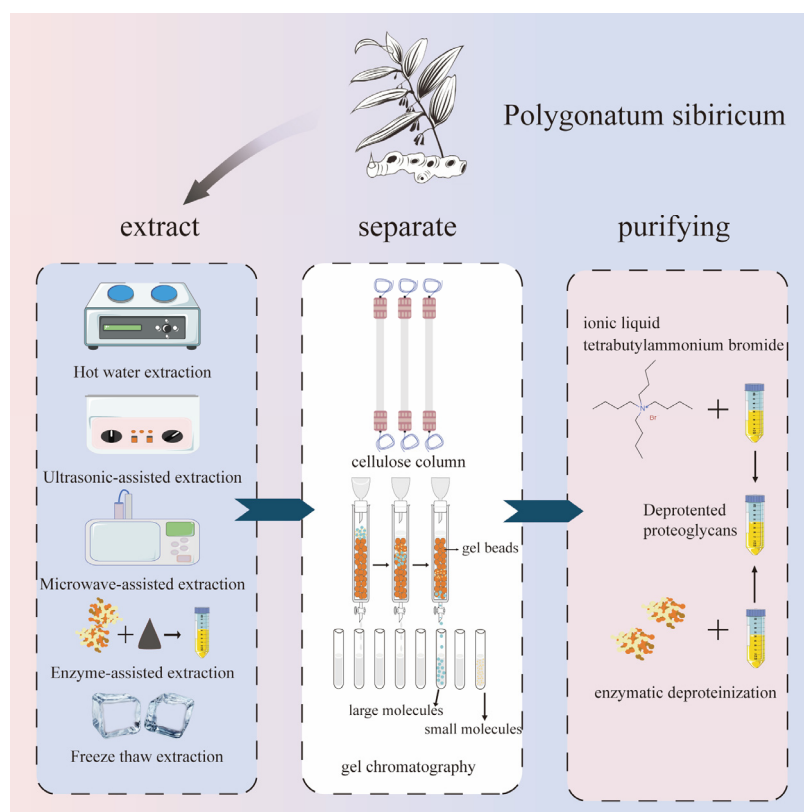 Polygonatum sibiricum
extract
separate
purifying
Hot water extraction
Ultrasonic-assisted extraction
Microwave-assisted extraction
Enzyme-assisted extraction
Freeze thaw extraction
cellulose column
gel beads
large molecules
small molecules
gel chromatography
ionic liquid
tetrabutylammonium bromide
N+
Br
Deprotented
proteoglycans
enzymatic deproteinization